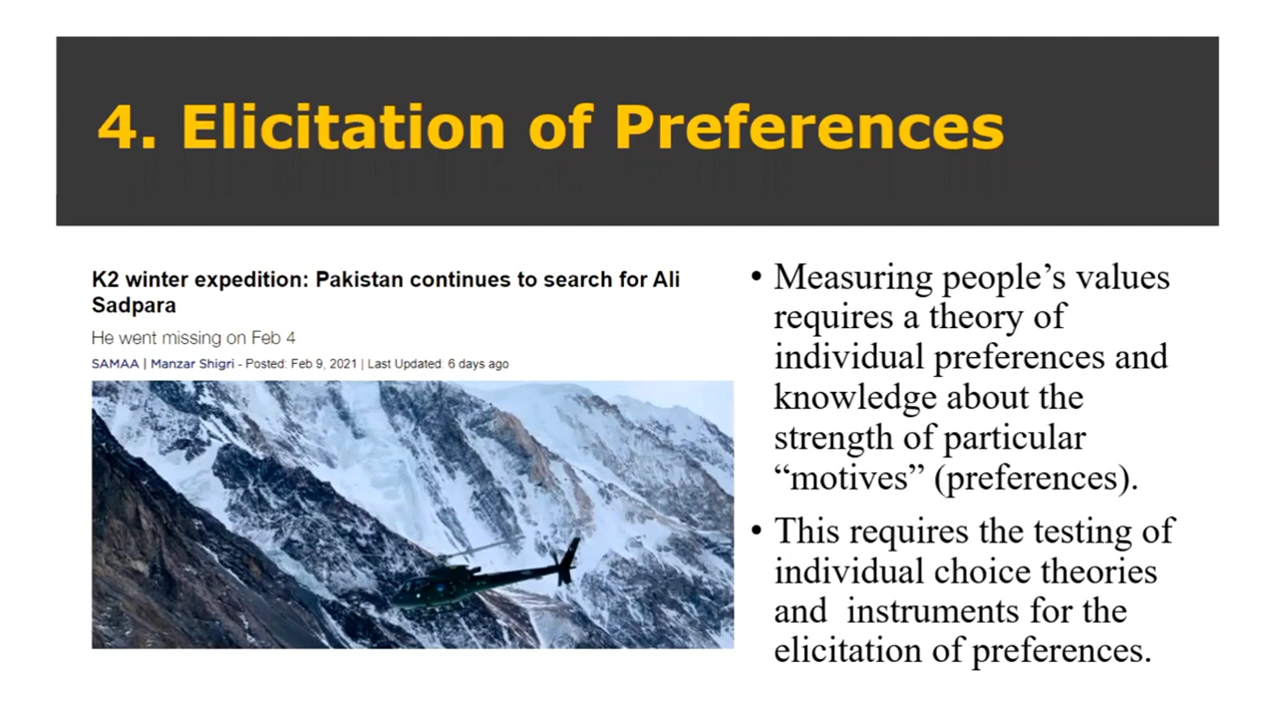 4. Elicitation of Preferences
K2 winter expedition: Pakistan continues to search for Ali
Sadpara
He went missing on Feb 4
SAMAA | Manzar Shigri - Posted: Feb 9, 2021 | Last Updated: 6 days ago
• Measuring people’s values
requires a theory of
individual preferences and
knowledge about the
strength of particular
“motives” (preferences).
• This requires the testing of
individual choice theories
and  instruments for the
elicitation of preferences.